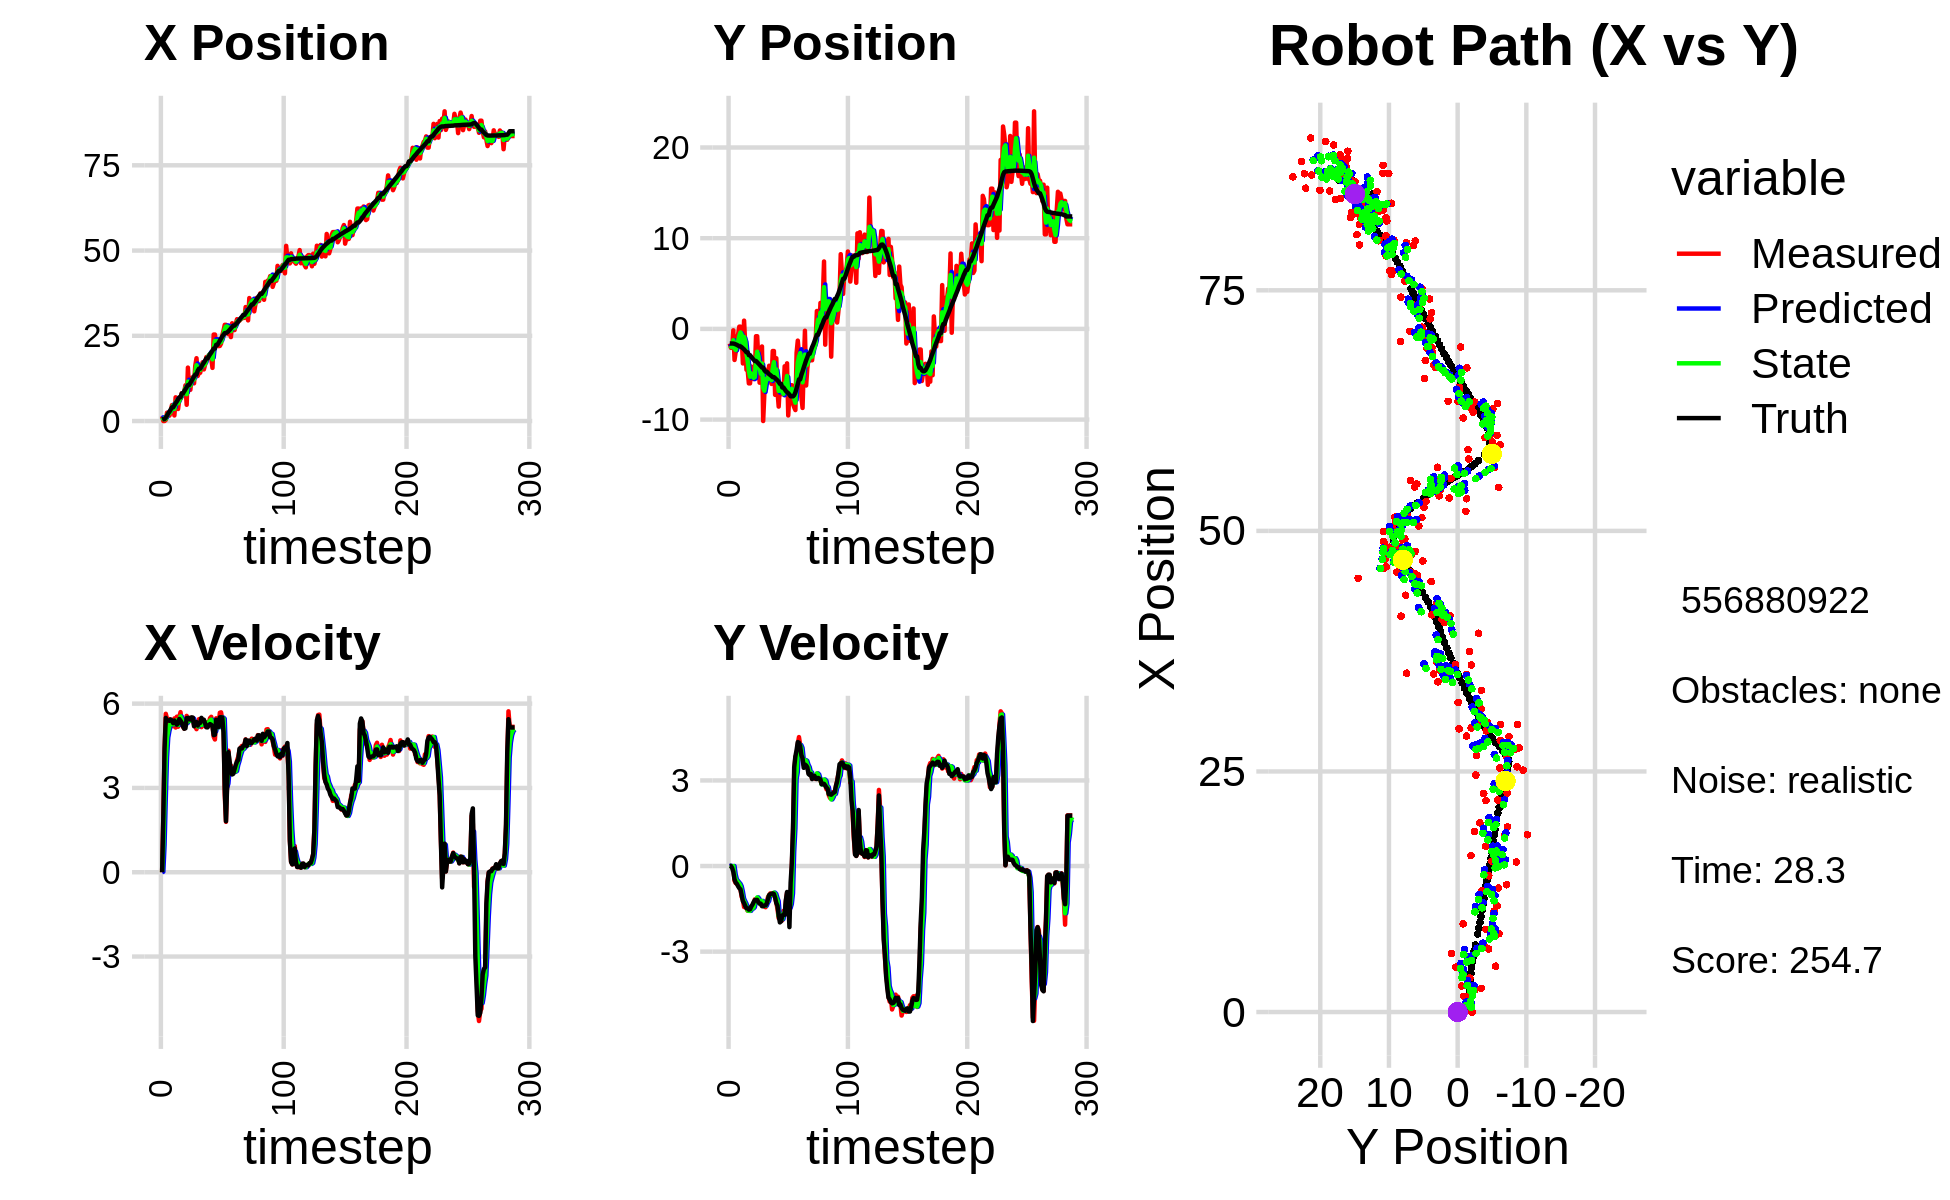 X Position
75
50
25
0
0
100
200
300
timestep
Y Position
20
10
0
-10
0
100
200
300
timestep
X Velocity
6
3
0
-3
0
100
200
300
timestep
Y Velocity
3
0
-3
0
100
200
300
timestep
Robot Path (X vs Y)
X Position
75
50
25
0
20 10 0 -10 -20
Y Position
variable
Measured
Predicted
State
Truth
556880922
Obstacles: none
Noise: realistic
Time: 28.3
Score: 254.7